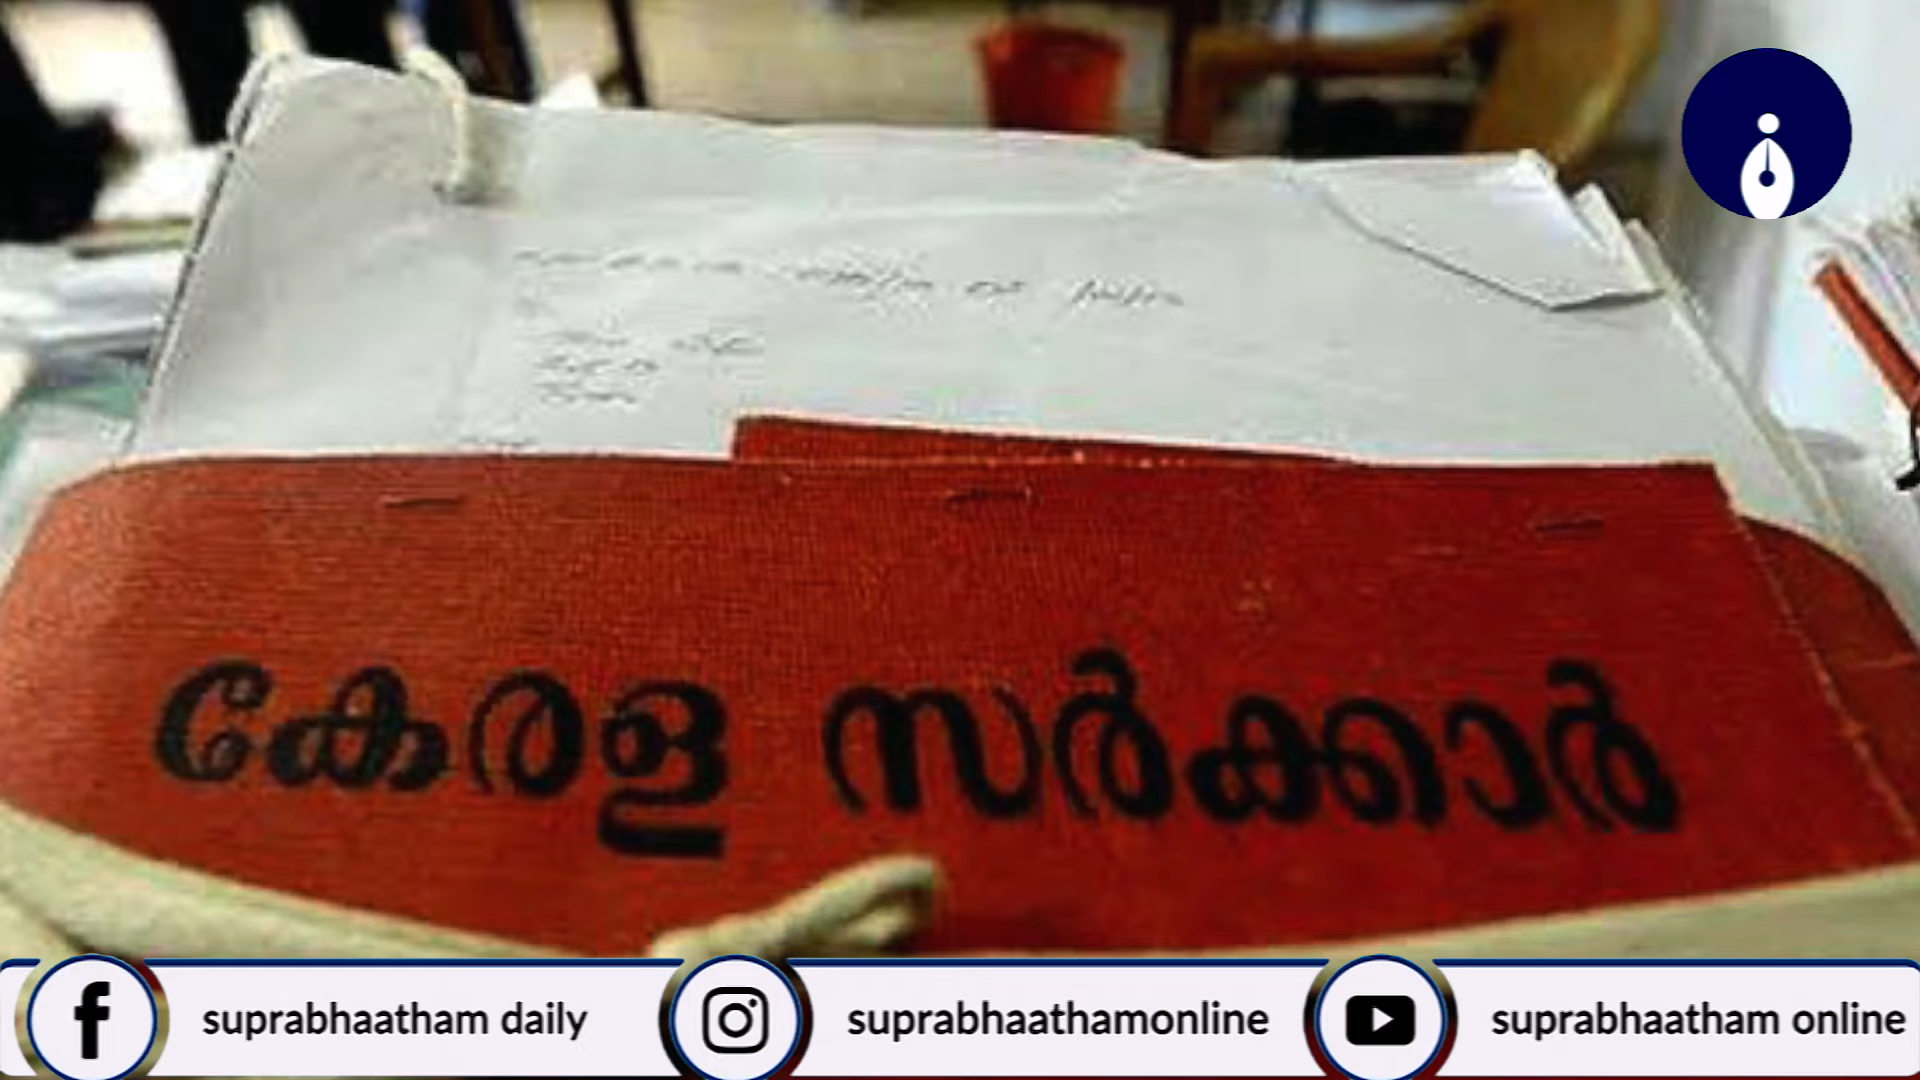 കേരള സർക്കാർ
suprabhaatham daily
suprabhaathamonline
suprabhaatham online